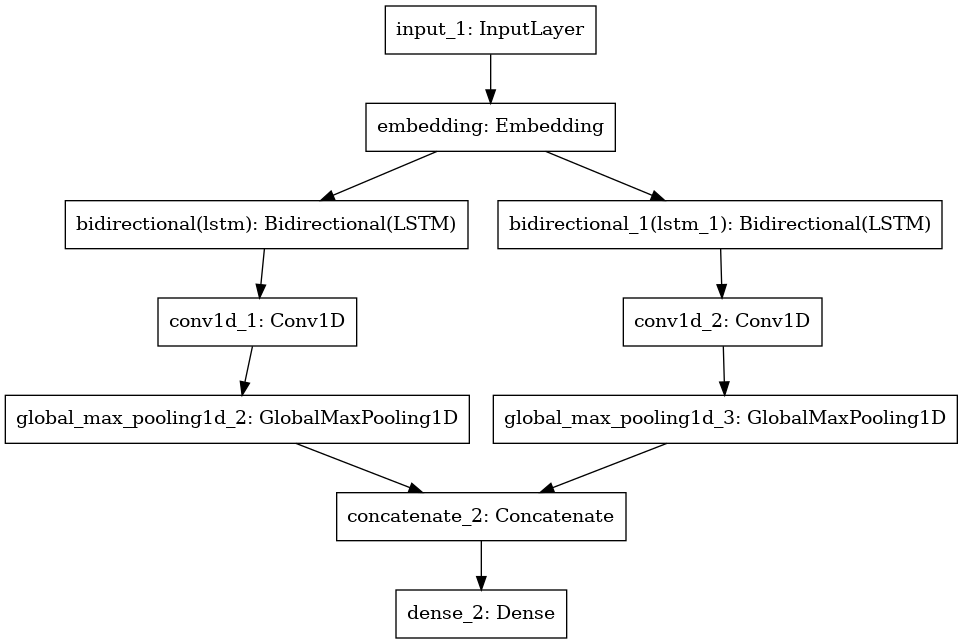 input_1: InputLayer
embedding: Embedding
bidirectional(lstm): Bidirectional(LSTM)
bidirectional_1(lstm_1): Bidirectional(LSTM)
conv1d_1: Conv1D
conv1d_2: Conv1D
global_max_pooling1d_2: GlobalMaxPooling1D
global_max_pooling1d_3: GlobalMaxPooling1D
concatenate_2: Concatenate
dense_2: Dense